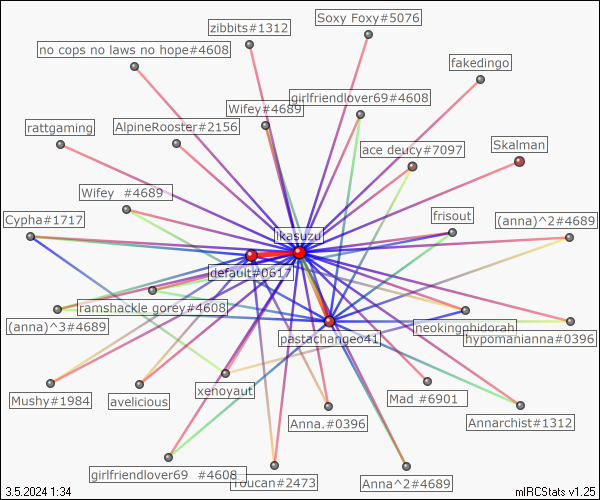 Soxy Foxy#5076
zibbits#1312
no cops no laws no hope#4608
fakedingo
girlfriendlover69#4608
Wifey#4689
rattgaming
AlpineRooster#2156
Skalman
ace deucy#7097
Wifey #4689
Cypha#1717
frisout
(anna)^2#4689
ikasuzu
default#0617
ramshackle gorey#4608
(anna)^3#4689
neokingghidorah
pastachangeo41
hypomanianna#0396
xenoyaut
Mushy#1984
avelicious
Mad #6901
Anna.#0396
Annarchist#1312
girlfriendlover69 #4608
Toucan#2473
Anna^2#4689
3.5.2024 1:34
mIRCStats v1.25